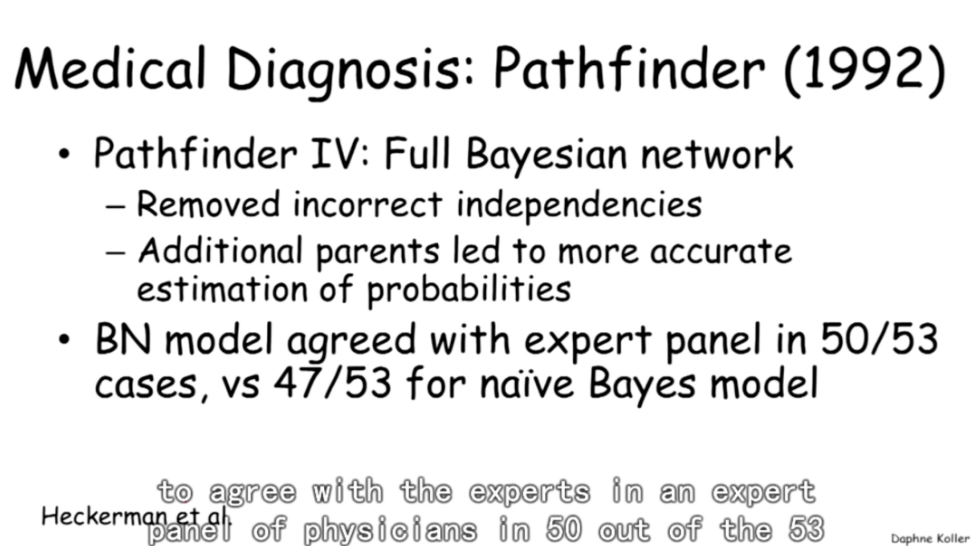 Medical Diagnosis: Pathfinder (1992)
• Pathfinder IV: Full Bayesian network
– Removed incorrect independencies
– Additional parents led to more accurate
estimation of probabilities
• BN model agreed with expert panel in 50/53
cases, vs 47/53 for naïve Bayes model
to agree with the experts in an expert
Heckerman et al.
panel of physicians in 50 out of the 53
Daphne Koller